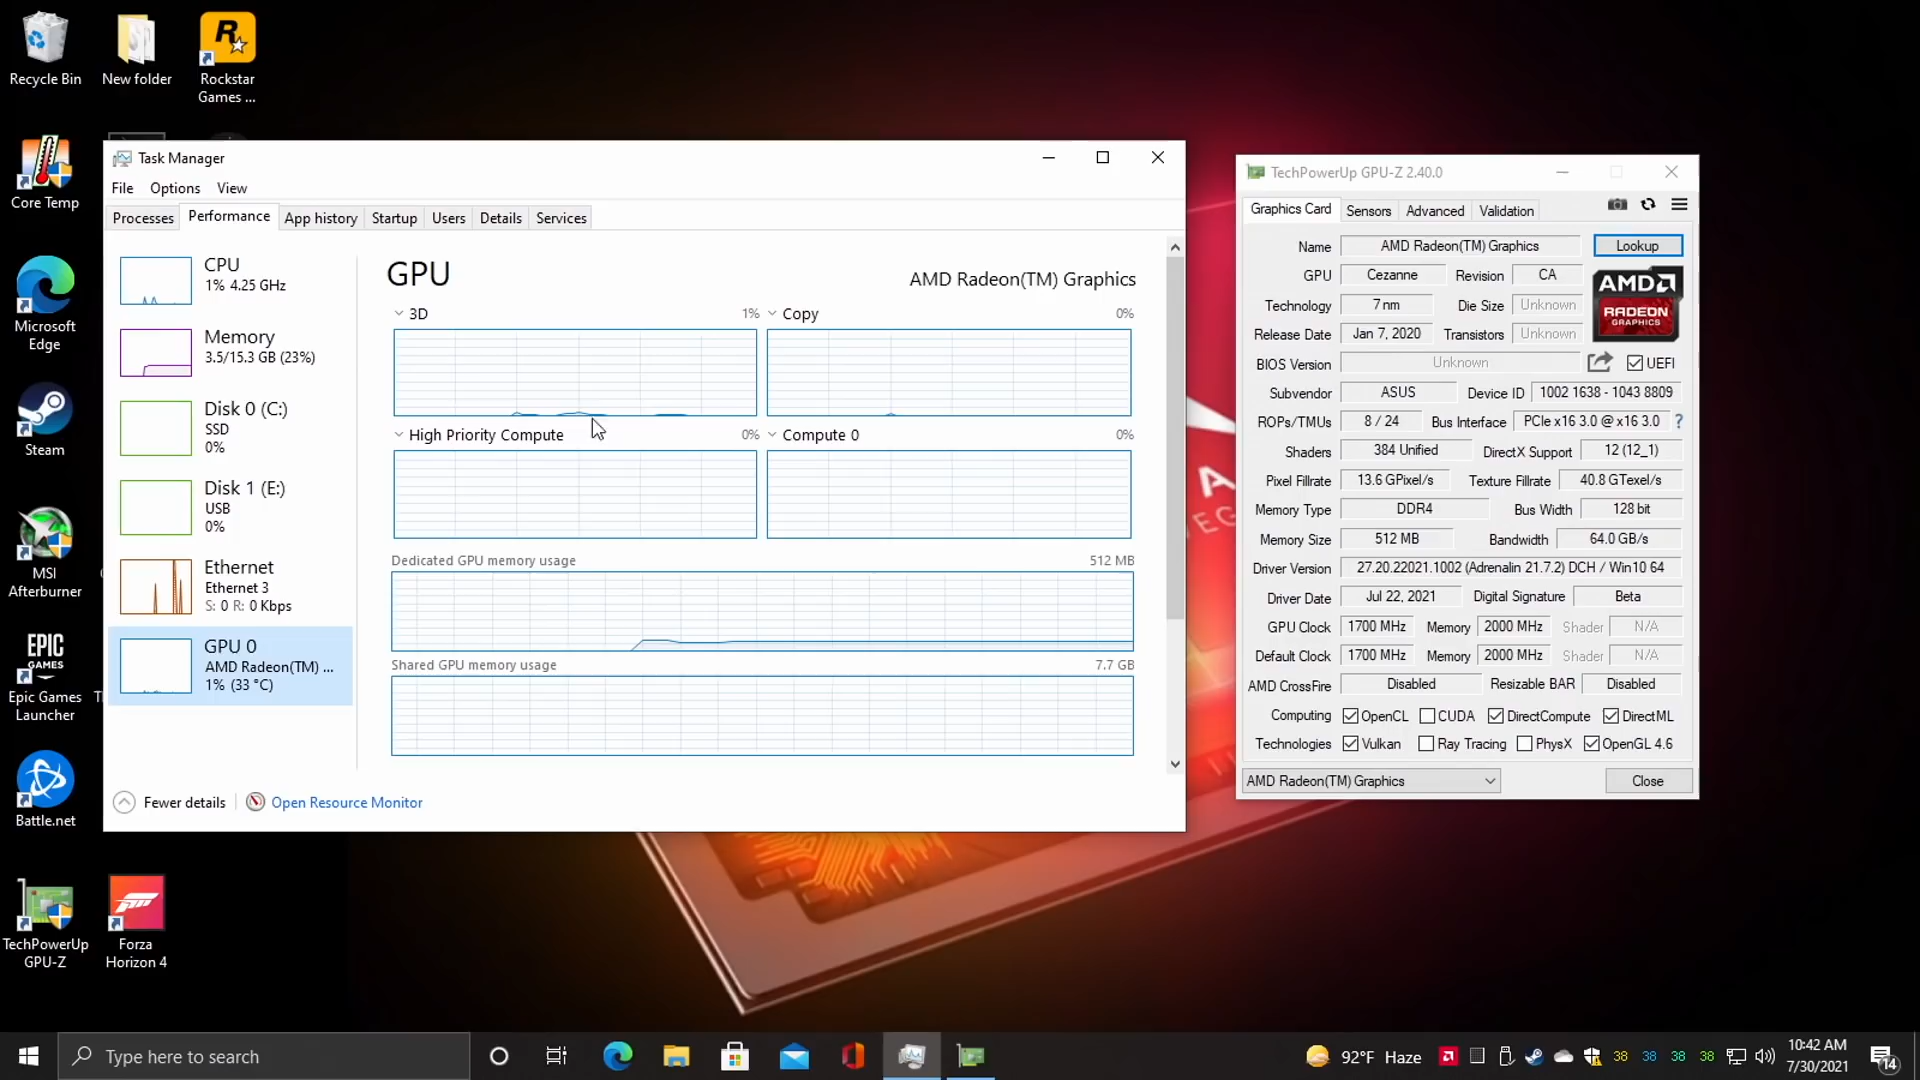 Recycle Bin
New folder
Rockstar
Games ...
Core Temp
Microsoft
Edge
Steam
MSI
Afterburner
EPIC
GAMES
Epic Games
Launcher
Battle.net
TechPowerUp
GPU-Z
Forza
Horizon 4
Task Manager
File Options View
Processes Performance App history Startup Users Details Services
CPU
1% 4.25 GHz
Memory
3.5/15.3 GB (23%)
Disk 0 (C:)
SSD
0%
Disk 1 (E:)
USB
0%
Ethernet
Ethernet 3
S: 0 R: 0 Kbps
GPU 0
AMD Radeon(TM) ...
1% (33 °C)
GPU AMD Radeon(TM) Graphics
3D 1% Copy 0%
High Priority Compute 0% Compute 0 0%
Dedicated GPU memory usage 512 MB
Shared GPU memory usage 7.7 GB
Fewer details Open Resource Monitor
TechPowerUp GPU-Z 2.40.0
Graphics Card Sensors Advanced Validation
Name AMD Radeon(TM) Graphics Lookup
GPU Cezanne Revision CA
AMD
RADEON
GRAPHICS
Technology 7 nm Die Size Unknown
Release Date Jan 7, 2020 Transistors Unknown
BIOS Version Unknown UEFI
Subvendor ASUS Device ID 1002 1638 - 1043 8809
ROPs/TMUs 8 / 24 Bus Interface PCIe x16 3.0 @ x16 3.0 ?
Shaders 384 Unified DirectX Support 12 (12_1)
Pixel Fillrate 13.6 GPixel/s Texture Fillrate 40.8 GTexel/s
Memory Type DDR4 Bus Width 128 bit
Memory Size 512 MB Bandwidth 64.0 GB/s
Driver Version 27.20.22021.1002 (Adrenalin 21.7.2) DCH / Win10 64
Driver Date Jul 22, 2021 Digital Signature Beta
GPU Clock 1700 MHz Memory 2000 MHz Shader N/A
Default Clock 1700 MHz Memory 2000 MHz Shader N/A
AMD CrossFire Disabled Resizable BAR Disabled
Computing OpenCL CUDA DirectCompute DirectML
Technologies Vulkan Ray Tracing PhysX OpenGL 4.6
AMD Radeon(TM) Graphics Close
Type here to search
92°F Haze
38 38 38 38
10:42 AM
7/30/2021
14